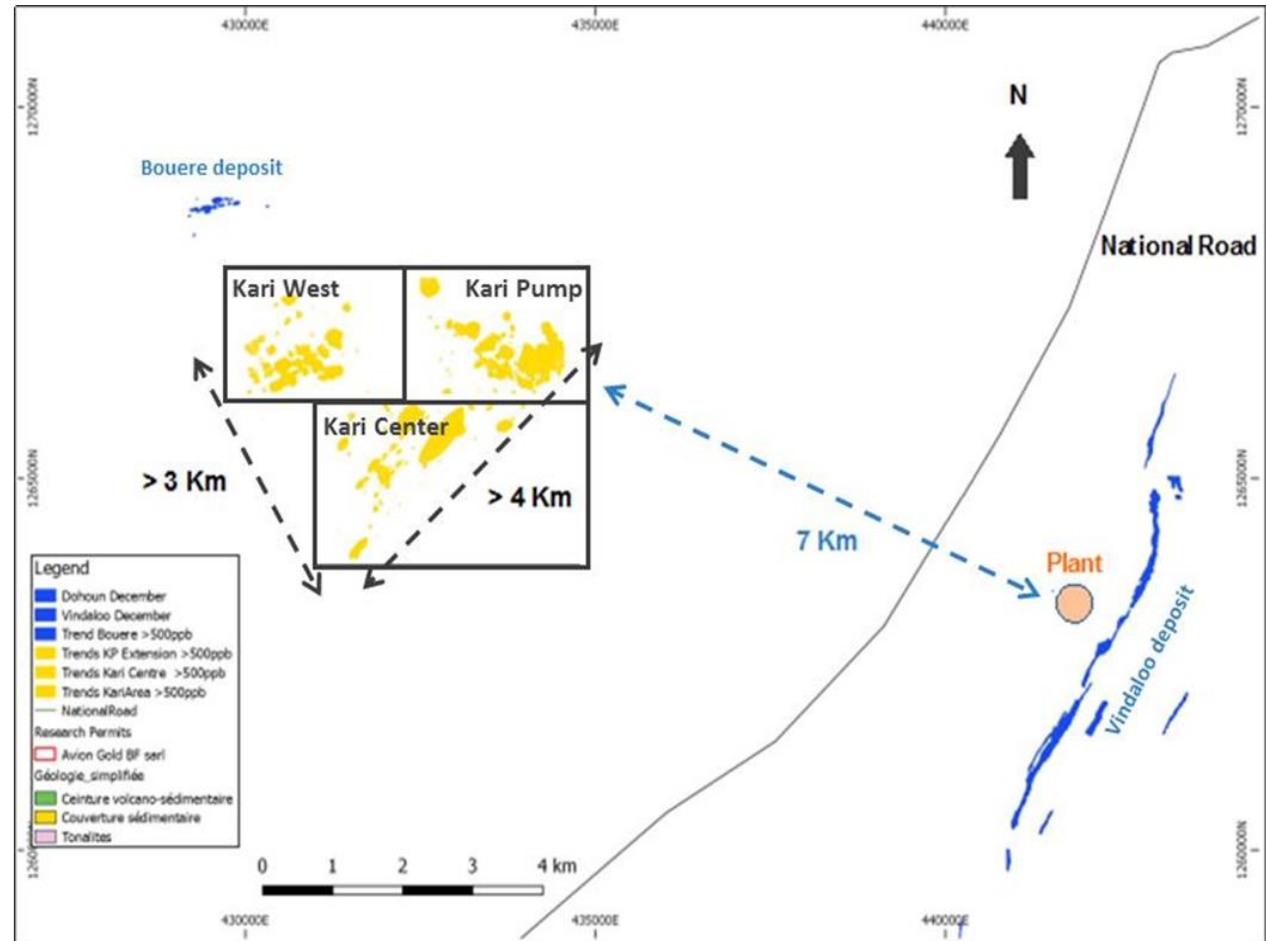 430000E
435000E
440000E
1270000N
1270000N
N
Bouere deposit
National Road
Kari West
Kari Pump
Kari Center
> 3 Km
> 4 Km
7 Km
1265000N
1265000N
Plant
Vindaloo deposit
Legend
Dohoun December
Vindaloo December
Trend Bouere >500ppb
Trends KP Extension >500ppb
Trends Kari Centre >500ppb
Trends KariArea >500ppb
NationalRoad
Research Permits
Avion Gold BF sarl
Géologie_simplifiée
Ceinture volcano-sédimentaire
Couverture sédimentaire
Tonalites
1260000N
0 1 2 3 4 km
430000E
435000E
440000E